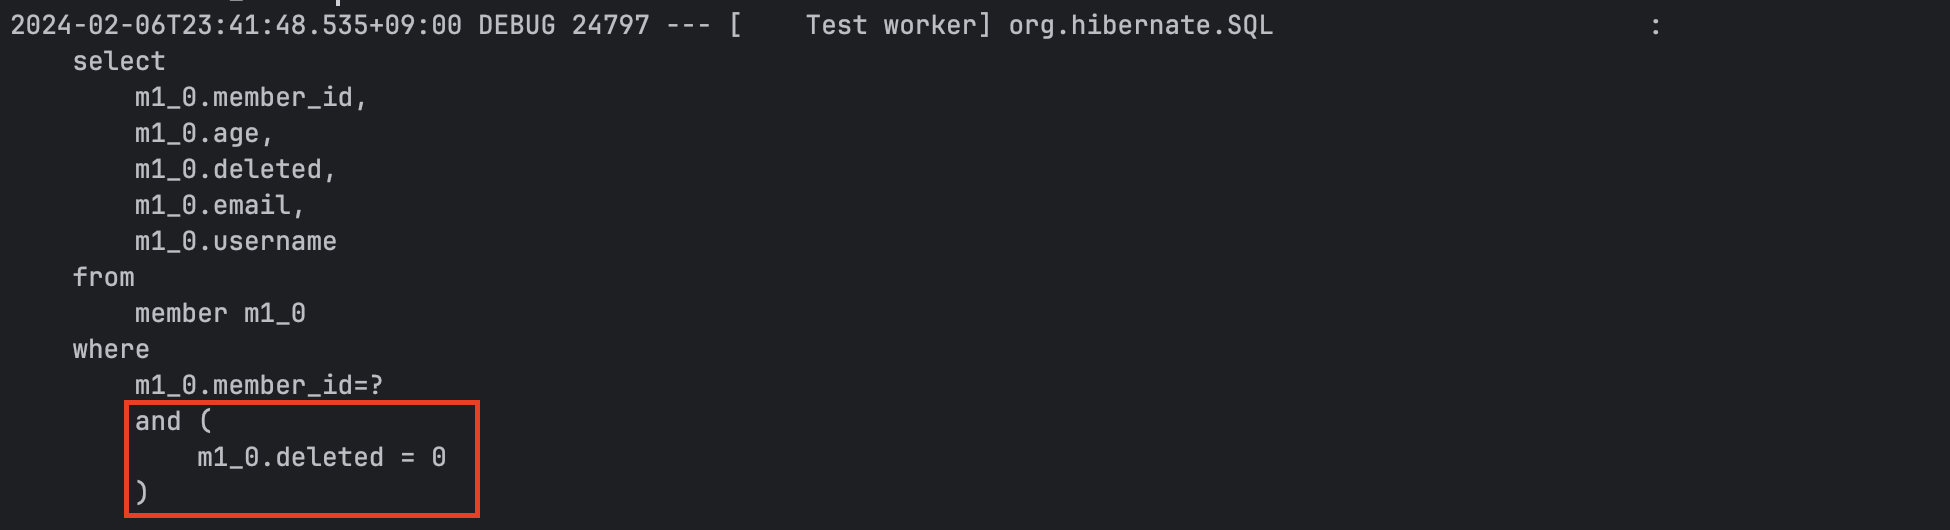 2024-02-06T23:41:48.535+09:00 DEBUG 24797 --- [    Test worker] org.hibernate.SQL                        :
    select
        m1_0.member_id,
        m1_0.age,
        m1_0.deleted,
        m1_0.email,
        m1_0.username
    from
        member m1_0
    where
        m1_0.member_id=?
        and (
            m1_0.deleted = 0
        )